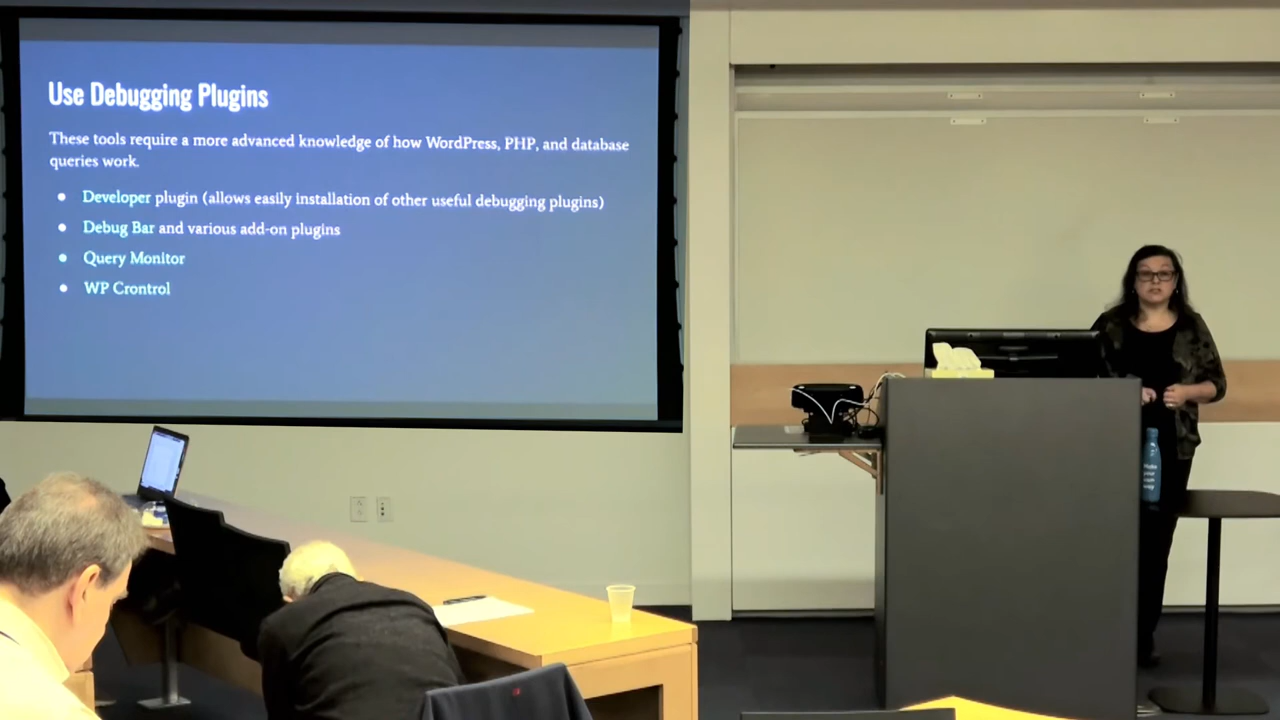 Use Debugging Plugins
These tools require a more advanced knowledge of how WordPress, PHP, and database
queries work.
● Developer plugin (allows easily installation of other useful debugging plugins)
● Debug Bar and various add-on plugins
● Query Monitor
● WP Crontrol
Make
your